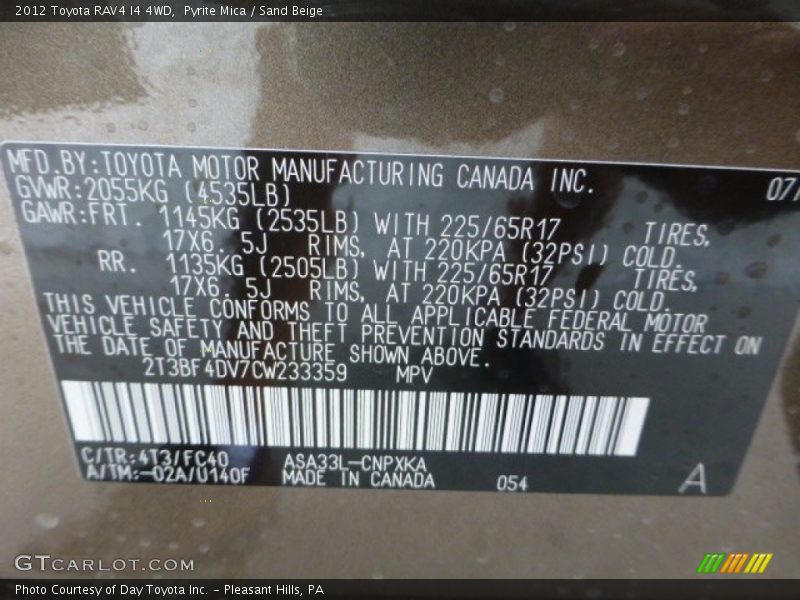 2012 Toyota RAV4 I4 4WD, Pyrite Mica / Sand Beige
MFD.BY:TOYOTA MOTOR MANUFACTURING CANADA INC. 07/
GVWR:2055KG (4535LB)
GAWR:FRT. 1145KG (2535LB) WITH 225/65R17 TIRES,
17X6.5J RIMS, AT 220KPA (32PSI) COLD.
RR. 1135KG (2505LB) WITH 225/65R17 TIRES,
17X6.5J RIMS, AT 220KPA (32PSI) COLD.
THIS VEHICLE CONFORMS TO ALL APPLICABLE FEDERAL MOTOR
VEHICLE SAFETY AND THEFT PREVENTION STANDARDS IN EFFECT ON
THE DATE OF MANUFACTURE SHOWN ABOVE.
2T3BF4DV7CW233359 MPV
C/TR:4T3/FC40 ASA33L-CNPXKA
A/TM:-02A/U140F MADE IN CANADA 054 A
GTCARLOT.COM
Photo Courtesy of Day Toyota Inc. - Pleasant Hills, PA